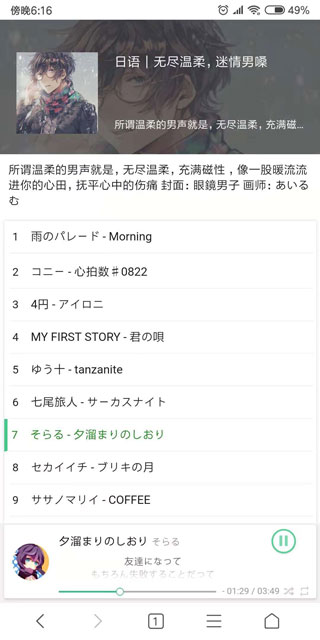 傍晚6:16
49%
日语｜无尽温柔，迷情男嗓
所谓温柔的男声就是，无尽温柔，充满磁...
所谓温柔的男声就是，无尽温柔，充满磁性，像一股暖流流
进你的心田，抚平心中的伤痛 封面：眼鏡男子 画师：あいる
む
1 雨のパレード - Morning
2 コニー - 心拍数♯0822
3 4円 - アイロニ
4 MY FIRST STORY - 君の唄
5 ゆう十 - tanzanite
6 七尾旅人 - サーカスナイト
7 そらる - 夕溜まりのしおり
8 セカイイチ - ブリキの月
9 ササノマリイ - COFFEE
夕溜まりのしおり そらる
友達になって
もちろん失敗することだって
- 01:29 / 03:49
1